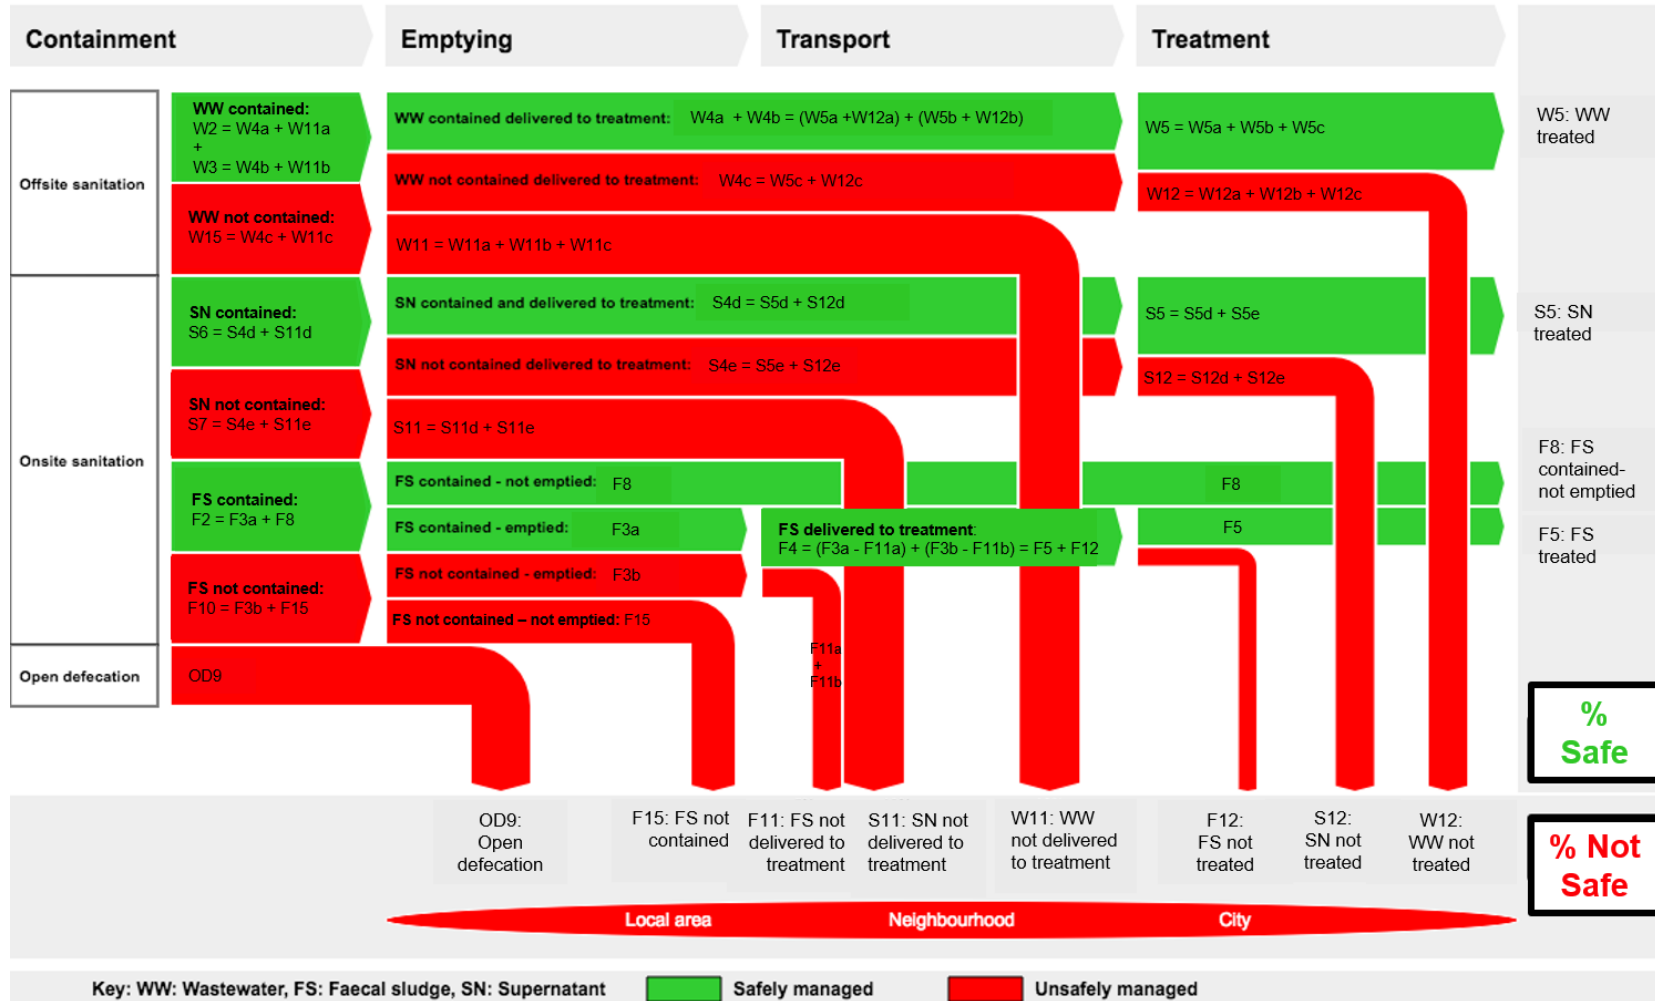 Containment
Emptying
Transport
Treatment
Offsite sanitation
WW contained:
W2 = W4a + W11a
+
W3 = W4b + W11b
WW contained delivered to treatment: W4a + W4b = (W5a +W12a) + (W5b + W12b)
W5 = W5a + W5b + W5c
W5: WW
treated
WW not contained delivered to treatment: W4c = W5c + W12c
W12 = W12a + W12b + W12c
WW not contained:
W15 = W4c + W11c
W11 = W11a + W11b + W11c
Onsite sanitation
SN contained:
S6 = S4d + S11d
SN contained and delivered to treatment: S4d = S5d + S12d
S5 = S5d + S5e
S5: SN
treated
SN not contained delivered to treatment: S4e = S5e + S12e
S12 = S12d + S12e
SN not contained:
S7 = S4e + S11e
S11 = S11d + S11e
FS contained:
F2 = F3a + F8
FS contained - not emptied: F8
F8
F8: FS
contained-
not emptied
FS contained - emptied: F3a
FS delivered to treatment:
F4 = (F3a - F11a) + (F3b - F11b) = F5 + F12
F5
F5: FS
treated
FS not contained - emptied: F3b
FS not contained:
F10 = F3b + F15
FS not contained – not emptied: F15
F11a
+
F11b
Open defecation
OD9
%
Safe
OD9:
Open
defecation
F15: FS not
contained
F11: FS not
delivered to
treatment
S11: SN not
delivered to
treatment
W11: WW
not delivered
to treatment
F12:
FS not
treated
S12:
SN not
treated
W12:
WW not
treated
% Not
Safe
Local area
Neighbourhood
City
Key: WW: Wastewater, FS: Faecal sludge, SN: Supernatant
Safely managed
Unsafely managed